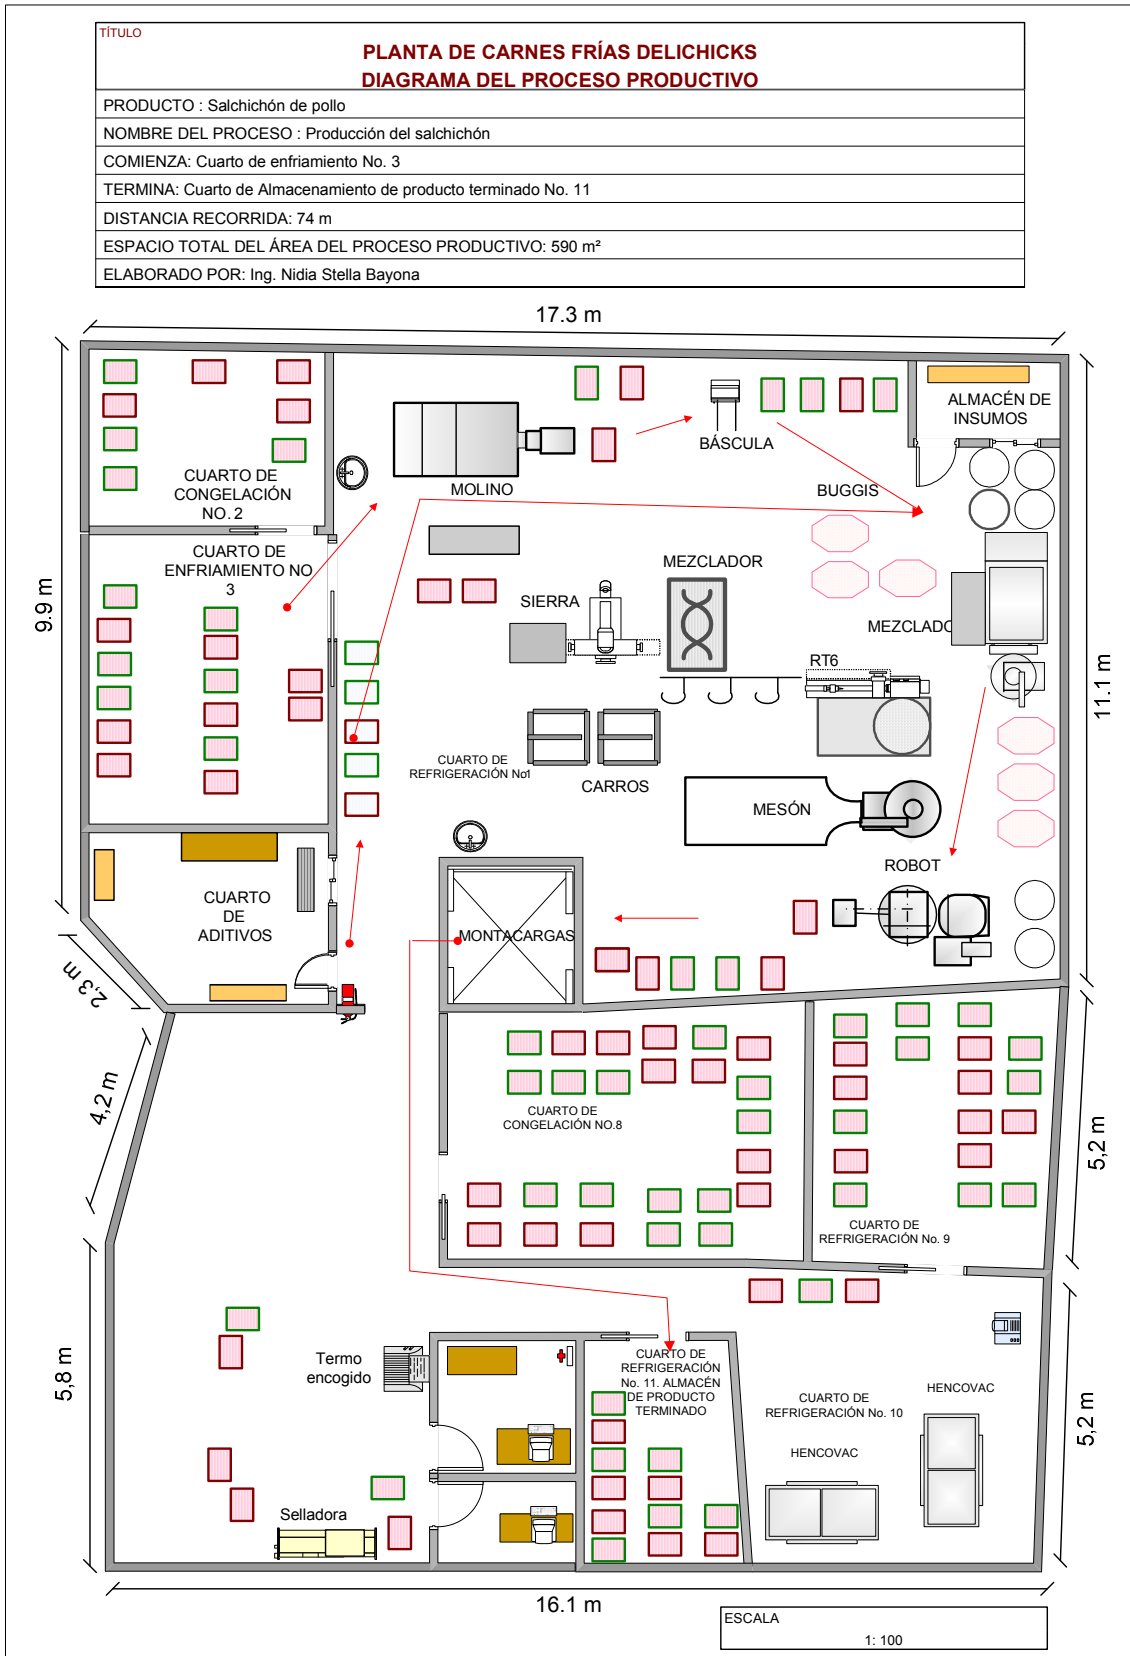 TÍTULO
PLANTA DE CARNES FRÍAS DELICHICKS
DIAGRAMA DEL PROCESO PRODUCTIVO
PRODUCTO : Salchichón de pollo
NOMBRE DEL PROCESO : Producción del salchichón
COMIENZA: Cuarto de enfriamiento No. 3
TERMINA: Cuarto de Almacenamiento de producto terminado No. 11
DISTANCIA RECORRIDA: 74 m
ESPACIO TOTAL DEL ÁREA DEL PROCESO PRODUCTIVO: 590 m²
ELABORADO POR: Ing. Nidia Stella Bayona
17.3 m
ALMACÉN DE
INSUMOS
BÁSCULA
CUARTO DE
CONGELACIÓN
NO. 2
MOLINO
BUGGIS
CUARTO DE
ENFRIAMIENTO NO
3
MEZCLADOR
9.9 m
SIERRA
MEZCLADO
RT6
11.1 m
CUARTO DE
REFRIGERACIÓN No1
CARROS
MESÓN
ROBOT
CUARTO
DE
ADITIVOS
MONTACARGAS
2,3 m
4,2 m
CUARTO DE
CONGELACIÓN NO.8
5,2 m
CUARTO DE
REFRIGERACIÓN No. 9
5,8 m
Termo
encogido
CUARTO DE
REFRIGERACIÓN
No. 11. ALMACÉN
DE PRODUCTO
TERMINADO
HENCOVAC
CUARTO DE
REFRIGERACIÓN No. 10
5,2 m
HENCOVAC
Selladora
16.1 m
ESCALA
1: 100